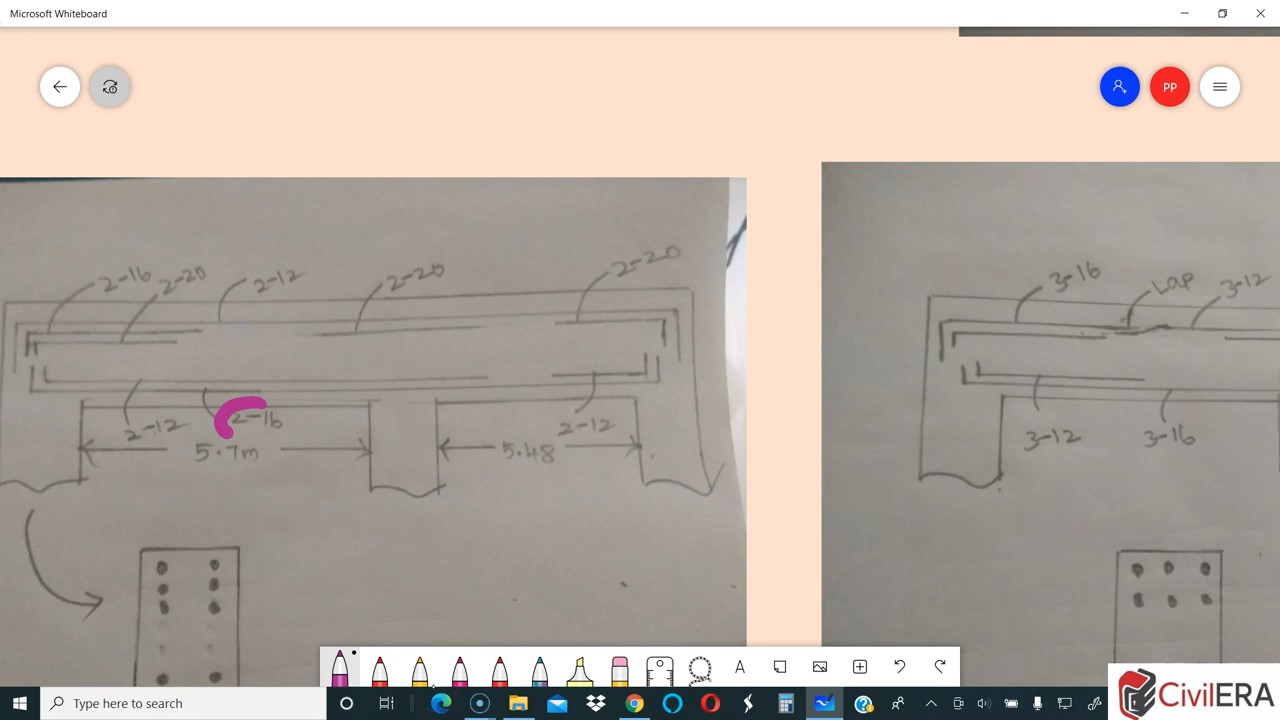 Microsoft Whiteboard
PP
2-16
2-20
2-12
2-20
2-20
2-12
2-16
5.7m
5.48
2-12
3-16
Lap
3-12
3-12
3-16
A
Type here to search
CivilERA